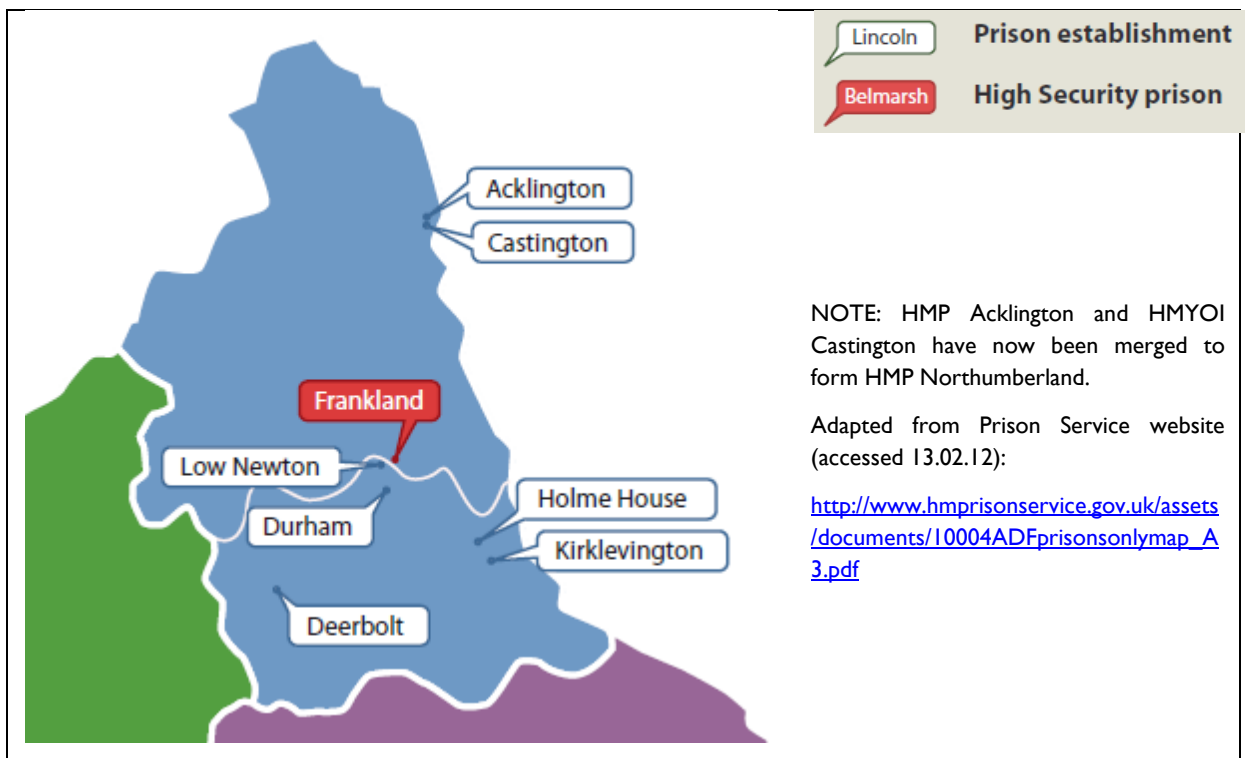 Lincoln Prison establishment
Belmarsh High Security prison
Acklington
Castington
NOTE: HMP Acklington and HMYOI
Castington have now been merged to
form HMP Northumberland.
Frankland
Adapted from Prison Service website
(accessed 13.02.12):
Low Newton
Holme House
Durham
http://www.hmprisonservice.gov.uk/assets
/documents/10004ADFprisonsonlymap_A
3.pdf
Kirklevington
Deerbolt